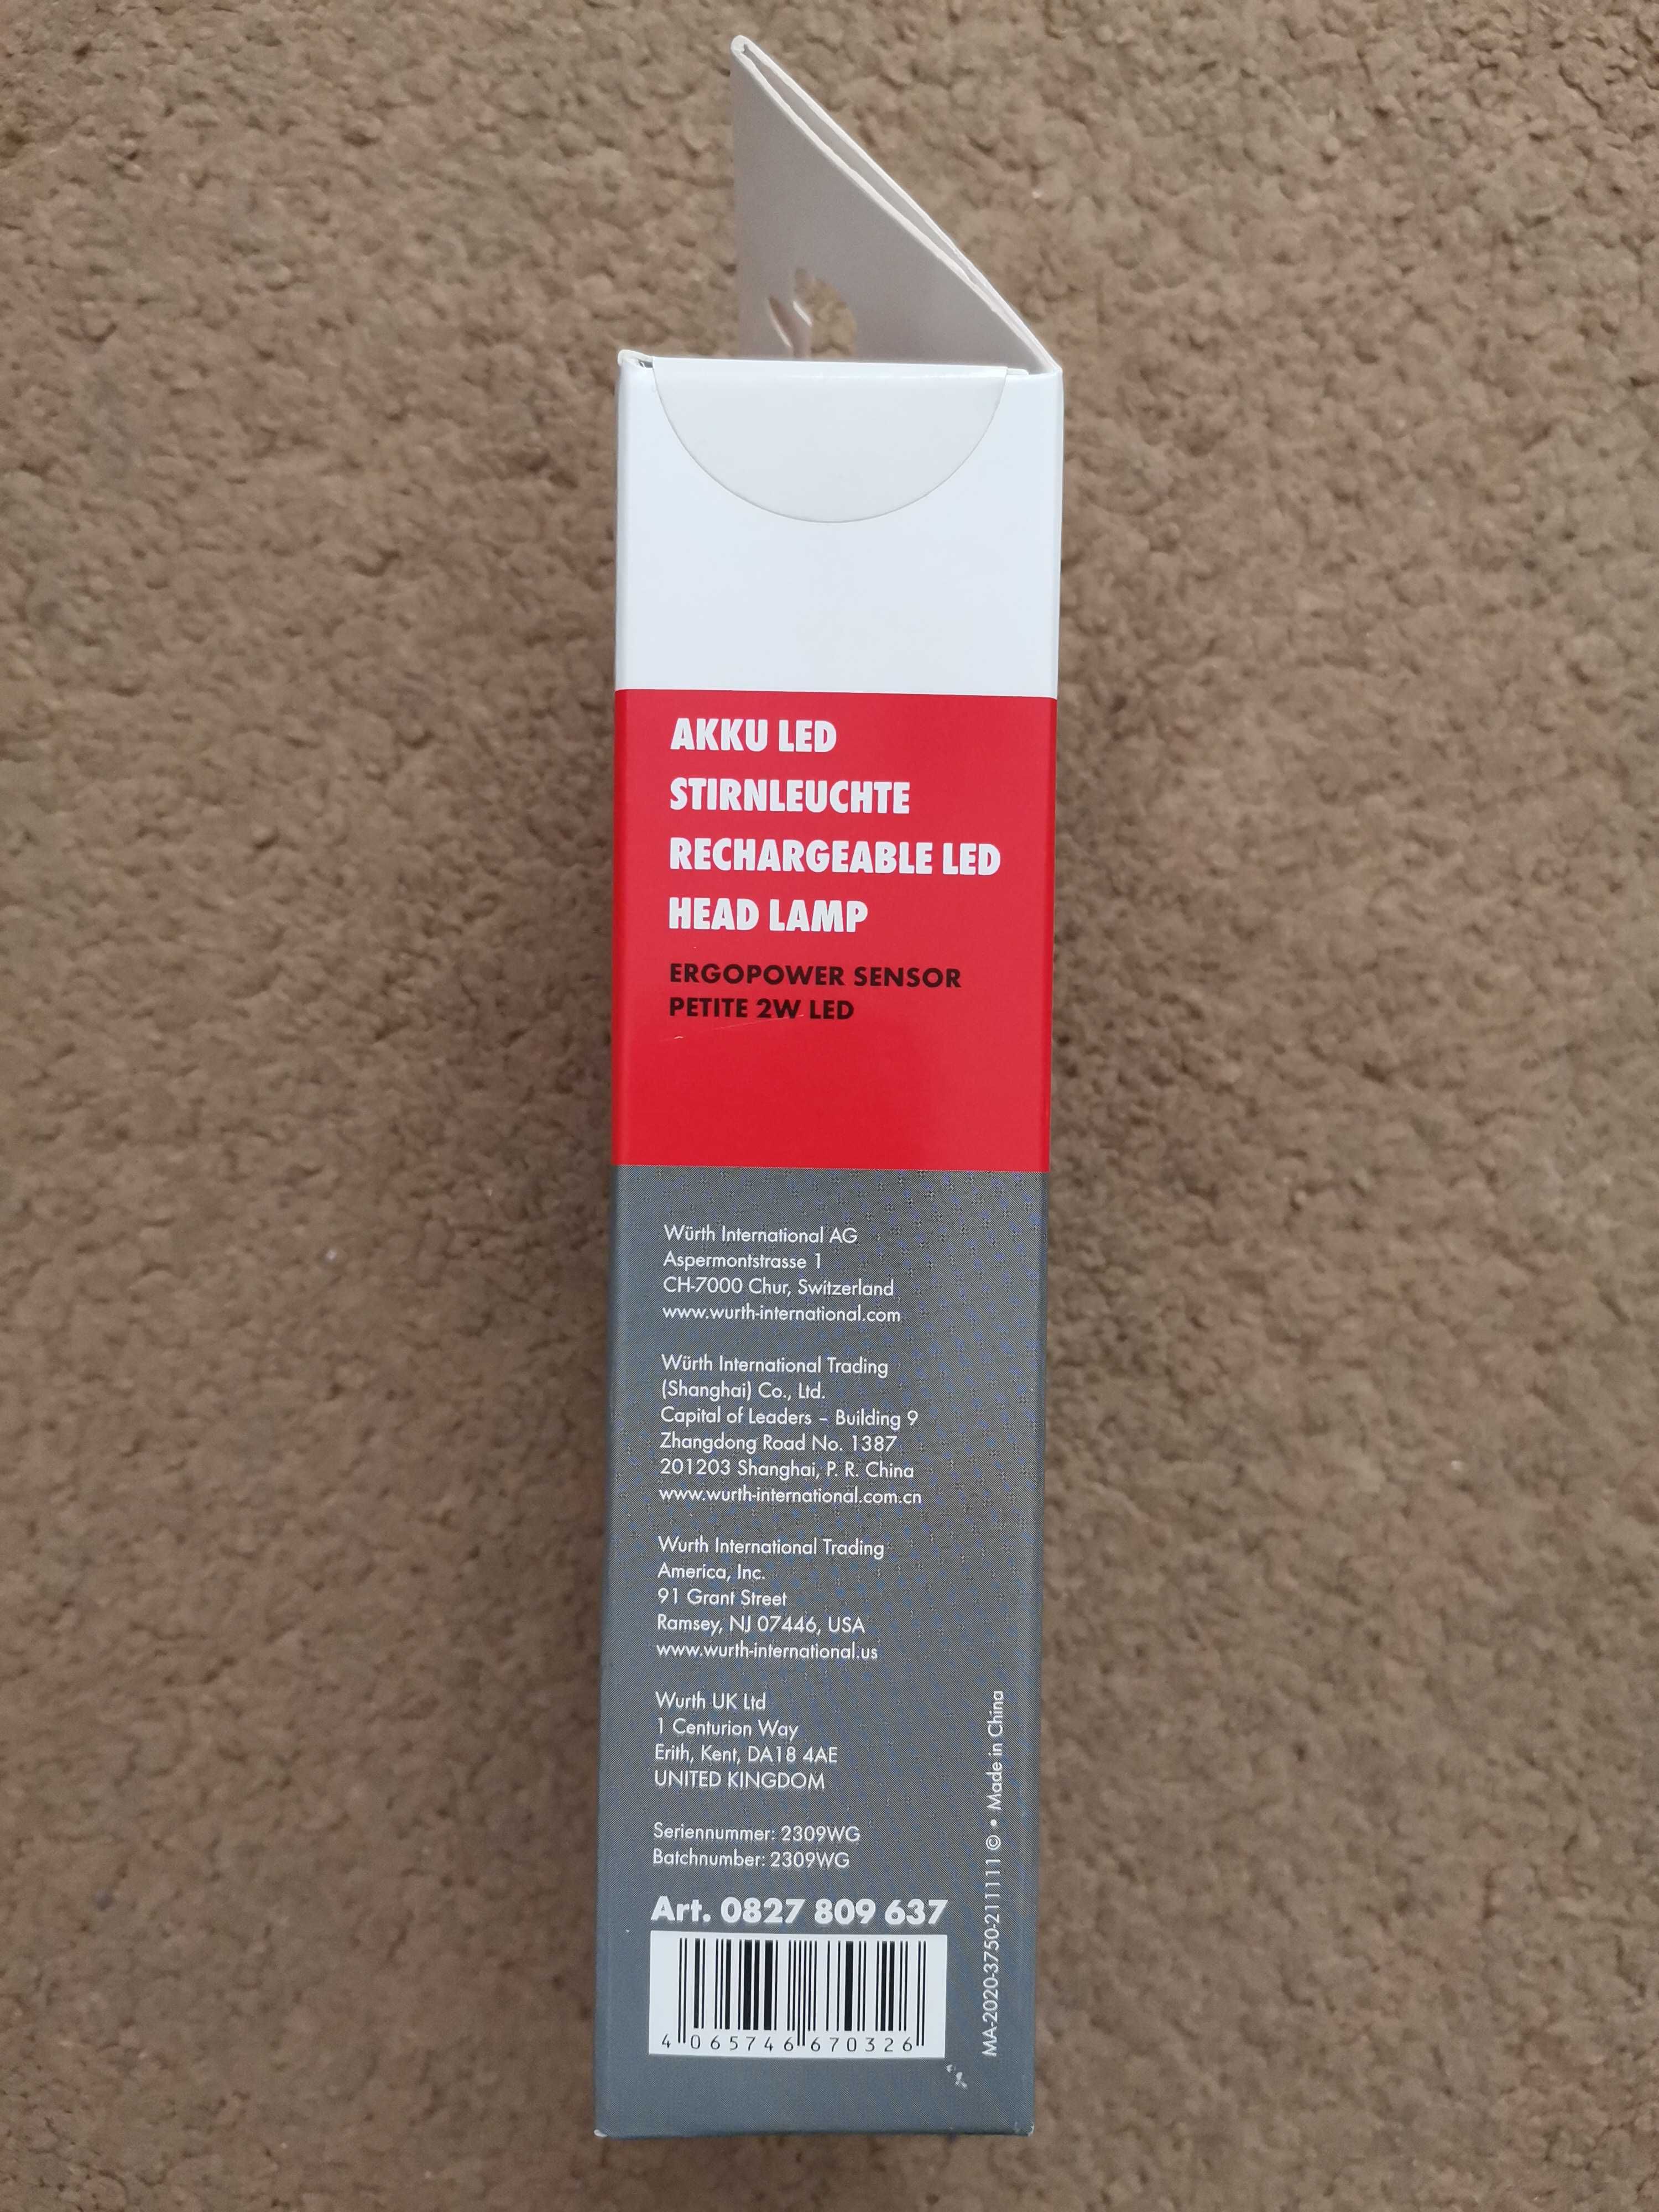 AKKU LED
STIRNLEUCHTE
RECHARGEABLE LED
HEAD LAMP
ERGOPOWER SENSOR
PETITE 2W LED
Würth International AG
Aspermontstrasse 1
CH-7000 Chur, Switzerland
www.wurth-international.com
Würth International Trading
(Shanghai) Co., Ltd.
Capital of Leaders – Building 9
Zhangdong Road No. 1387
201203 Shanghai, P. R. China
www.wurth-international.com.cn
Wurth International Trading
America, Inc.
91 Grant Street
Ramsey, NJ 07446, USA
www.wurth-international.us
Wurth UK Ltd
1 Centurion Way
Erith, Kent, DA18 4AE
UNITED KINGDOM
Seriennummer: 2309WG
Batchnumber: 2309WG
Art. 0827 809 637
4 065746 670326
MA-2020-3750-211111 © • Made in China